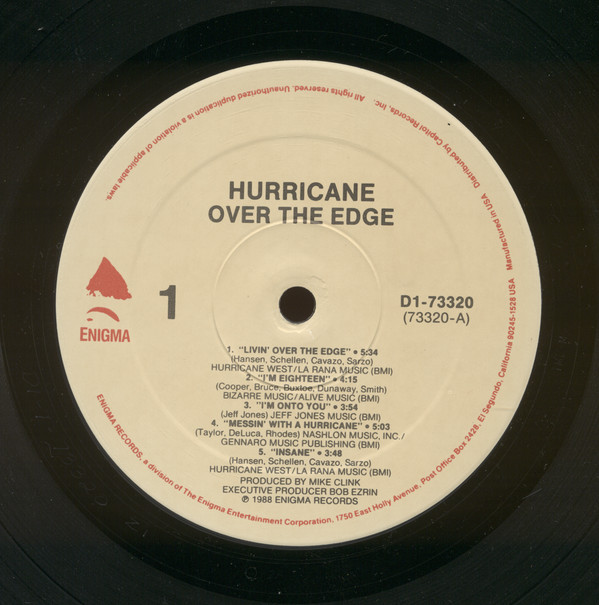 HURRICANE
OVER THE EDGE
1
D1-73320
(73320-A)
ENIGMA
1. "LIVIN' OVER THE EDGE" • 5:34
(Hansen, Schellen, Cavazo, Sarzo)
HURRICANE WEST/LA RANA MUSIC (BMI)
2. "I'M EIGHTEEN" • 4:15
(Cooper, Bruce, Buxtoe, Dunaway, Smith)
BIZARRE MUSIC/ALIVE MUSIC (BMI)
3. "I'M ONTO YOU" • 3:54
(Jeff Jones) JEFF JONES MUSIC (BMI)
4. "MESSIN' WITH A HURRICANE" • 5:03
(Taylor, DeLuca, Rhodes) NASHLON MUSIC, INC./
GENNARO MUSIC PUBLISHING (BMI)
5. "INSANE" • 3:48
(Hansen, Schellen, Cavazo, Sarzo)
HURRICANE WEST/LA RANA MUSIC (BMI)
PRODUCED BY MIKE CLINK
EXECUTIVE PRODUCER BOB EZRIN
℗ 1988 ENIGMA RECORDS
ENIGMA RECORDS, a division of The Enigma Entertainment Corporation, 1750 East Holly Avenue, Post Office Box 2428, El Segundo, California 90245-1528 USA Manufactured in USA Distributed by Capitol Records, Inc. All rights reserved. Unauthorized duplication is a violation of applicable laws.